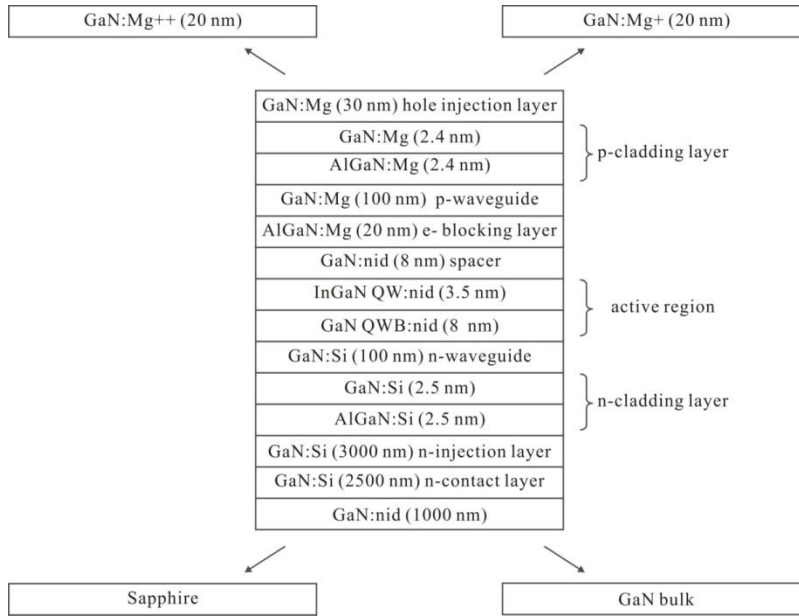 GaN:Mg++ (20 nm)
GaN:Mg+ (20 nm)
GaN:Mg (30 nm) hole injection layer
GaN:Mg (2.4 nm)
AlGaN:Mg (2.4 nm)
p-cladding layer
GaN:Mg (100 nm) p-waveguide
AlGaN:Mg (20 nm) e- blocking layer
GaN:nid (8 nm) spacer
InGaN QW:nid (3.5 nm)
GaN QWB:nid (8 nm)
active region
GaN:Si (100 nm) n-waveguide
GaN:Si (2.5 nm)
AlGaN:Si (2.5 nm)
n-cladding layer
GaN:Si (3000 nm) n-injection layer
GaN:Si (2500 nm) n-contact layer
GaN:nid (1000 nm)
Sapphire
GaN bulk